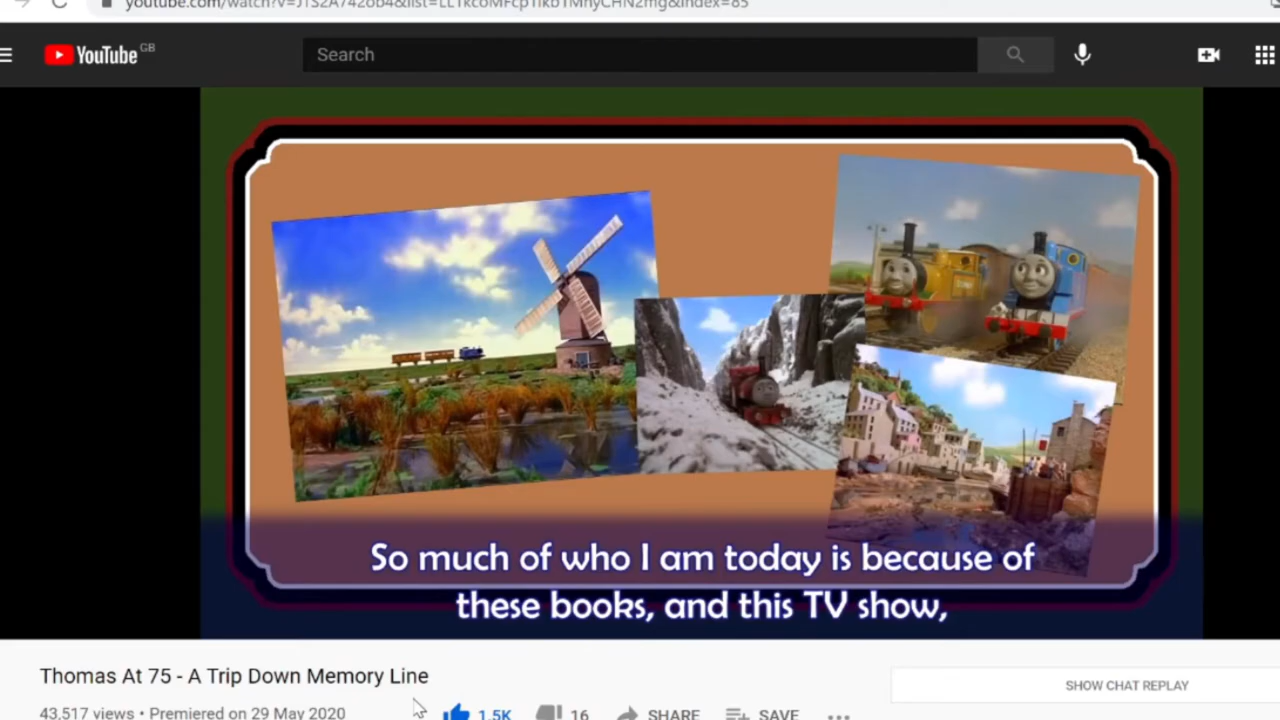 YouTube GB
Search
So much of who I am today is because of
these books, and this TV show,
Thomas At 75 - A Trip Down Memory Line
SHOW CHAT REPLAY
43,517 views • Premiered on 29 May 2020
1.5K
16
SHARE
SAVE